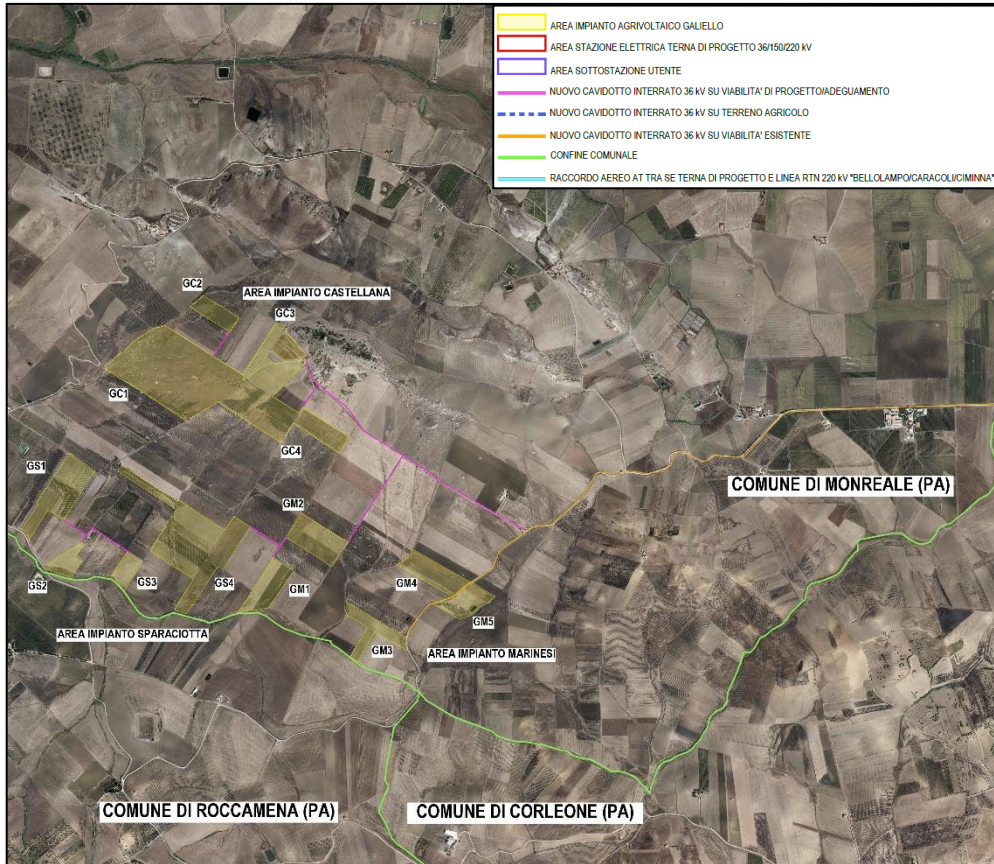 AREA IMPIANTO AGRIVOLTAICO GALIELLO
AREA STAZIONE ELETTRICA TERNA DI PROGETTO 36/150/220 kV
AREA SOTTOSTAZIONE UTENTE
NUOVO CAVIDOTTO INTERRATO 36 kV SU VIABILITA' DI PROGETTO/ADEGUAMENTO
NUOVO CAVIDOTTO INTERRATO 36 kV SU TERRENO AGRICOLO
NUOVO CAVIDOTTO INTERRATO 36 kV SU VIABILITA' ESISTENTE
CONFINE COMUNALE
RACCORDO AEREO AT TRA SE TERNA DI PROGETTO E LINEA RTN 220 kV "BELLOLAMPO/CARACOLI/CIMINNA"
GC2
AREA IMPIANTO CASTELLANA
GC3
GC1
GC4
GS1
GM2
COMUNE DI MONREALE (PA)
GS2
GS3
GS4
GM1
GM4
GM5
AREA IMPIANTO SPARACIOTTA
GM3
AREA IMPIANTO MARINESI
COMUNE DI ROCCAMENA (PA)
COMUNE DI CORLEONE (PA)